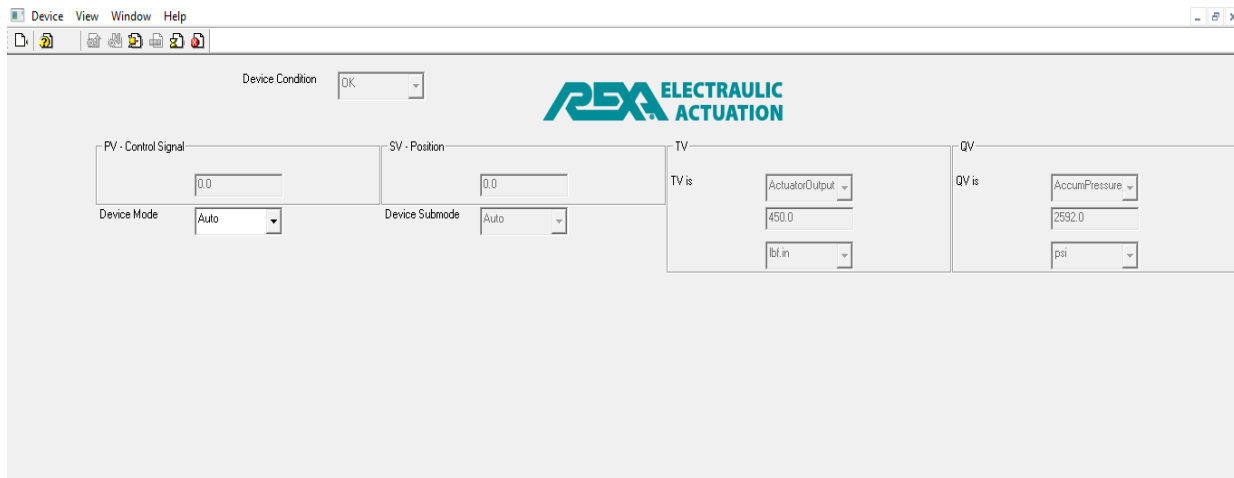 Device View Window Help
Device Condition OK
REXA ELECTRAULIC
ACTUATION
PV - Control Signal SV - Position TV QV
0.0 0.0 TV is ActuatorOutput QV is AccumPressure
Device Mode Auto Device Submode Auto 450.0 2592.0
lbf.in psi